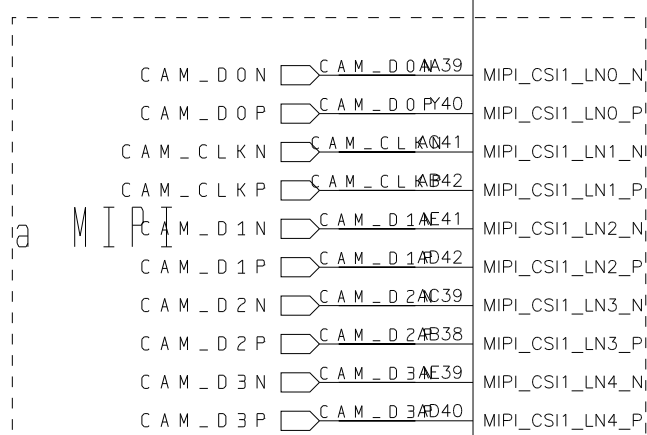 CAM_D0N CAM_D0N AA39 MIPI_CSI1_LN0_N
CAM_D0P CAM_D0P Y40 MIPI_CSI1_LN0_P
CAM_CLKN CAM_CLKN AC41 MIPI_CSI1_LN1_N
CAM_CLKP CAM_CLKP AB42 MIPI_CSI1_LN1_P
a MIPI
CAM_D1N CAM_D1N AE41 MIPI_CSI1_LN2_N
CAM_D1P CAM_D1P AD42 MIPI_CSI1_LN2_P
CAM_D2N CAM_D2N AC39 MIPI_CSI1_LN3_N
CAM_D2P CAM_D2P AB38 MIPI_CSI1_LN3_P
CAM_D3N CAM_D3N AE39 MIPI_CSI1_LN4_N
CAM_D3P CAM_D3P AD40 MIPI_CSI1_LN4_P